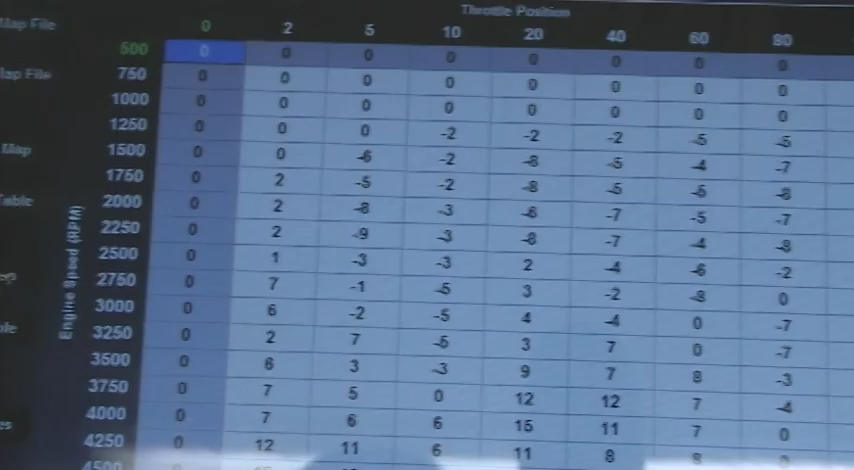 Throttle Position
Map File 0 2 5 10 20 40 60 80
500 0 0 0 0 0 0 0 0
Map File 750 0 0 0 0 0 0 0 0
1000 0 0 0 0 0 0 0 0
1250 0 0 0 -2 -2 -2 -5 -5
Map 1500 0 0 -6 -2 -8 -5 -4 -7
1750 0 2 -5 -2 -8 -5 -5 -8
Table 2000 0 2 -8 -3 -6 -7 -5 -7
2250 0 2 -9 -3 -8 -7 -4 -8
2500 0 1 -3 -3 2 -4 -6 -2
2750 0 7 -1 -5 3 -2 -8 0
3000 0 6 -2 -5 4 -4 0 -7
3250 0 2 7 -5 3 7 0 -7
3500 0 6 3 -3 9 7 8 -3
3750 0 7 5 0 12 12 7 -4
4000 0 7 6 6 15 11 7 0
4250 0 12 11 6 11 8 8
4500
Engine Speed (RPM)